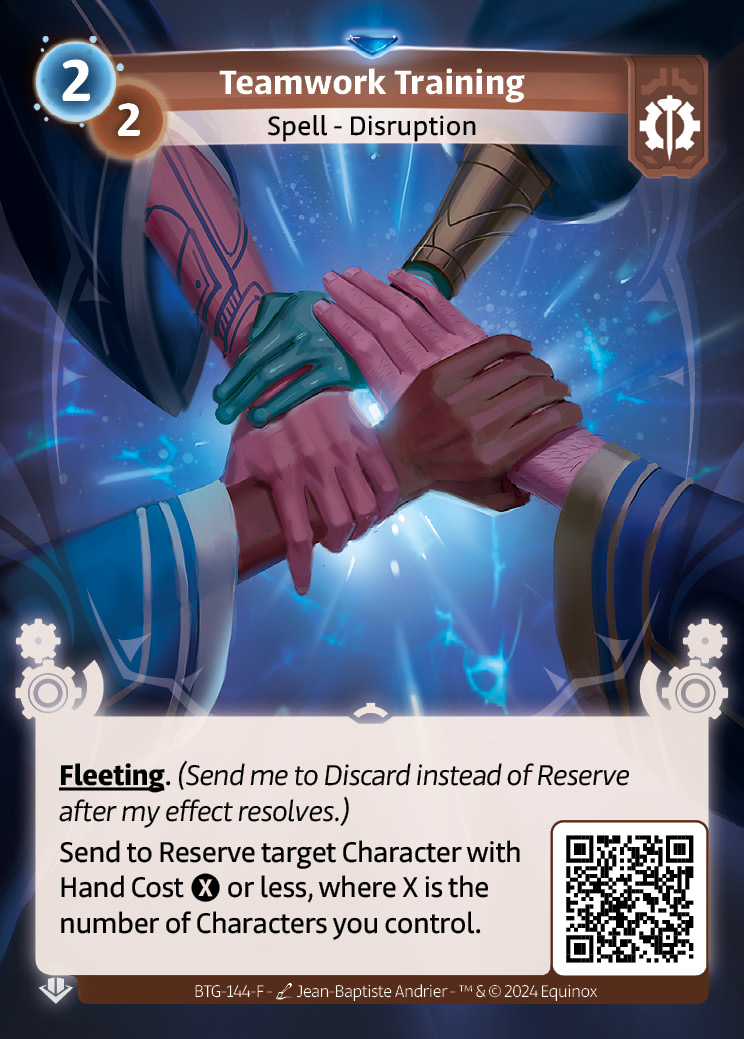 2
2
Teamwork Training
Spell - Disruption
Fleeting. (Send me to Discard instead of Reserve
after my effect resolves.)
Send to Reserve target Character with
Hand Cost X or less, where X is the
number of Characters you control.
BTG-144-F - Jean-Baptiste Andrier - ™ & © 2024 Equinox